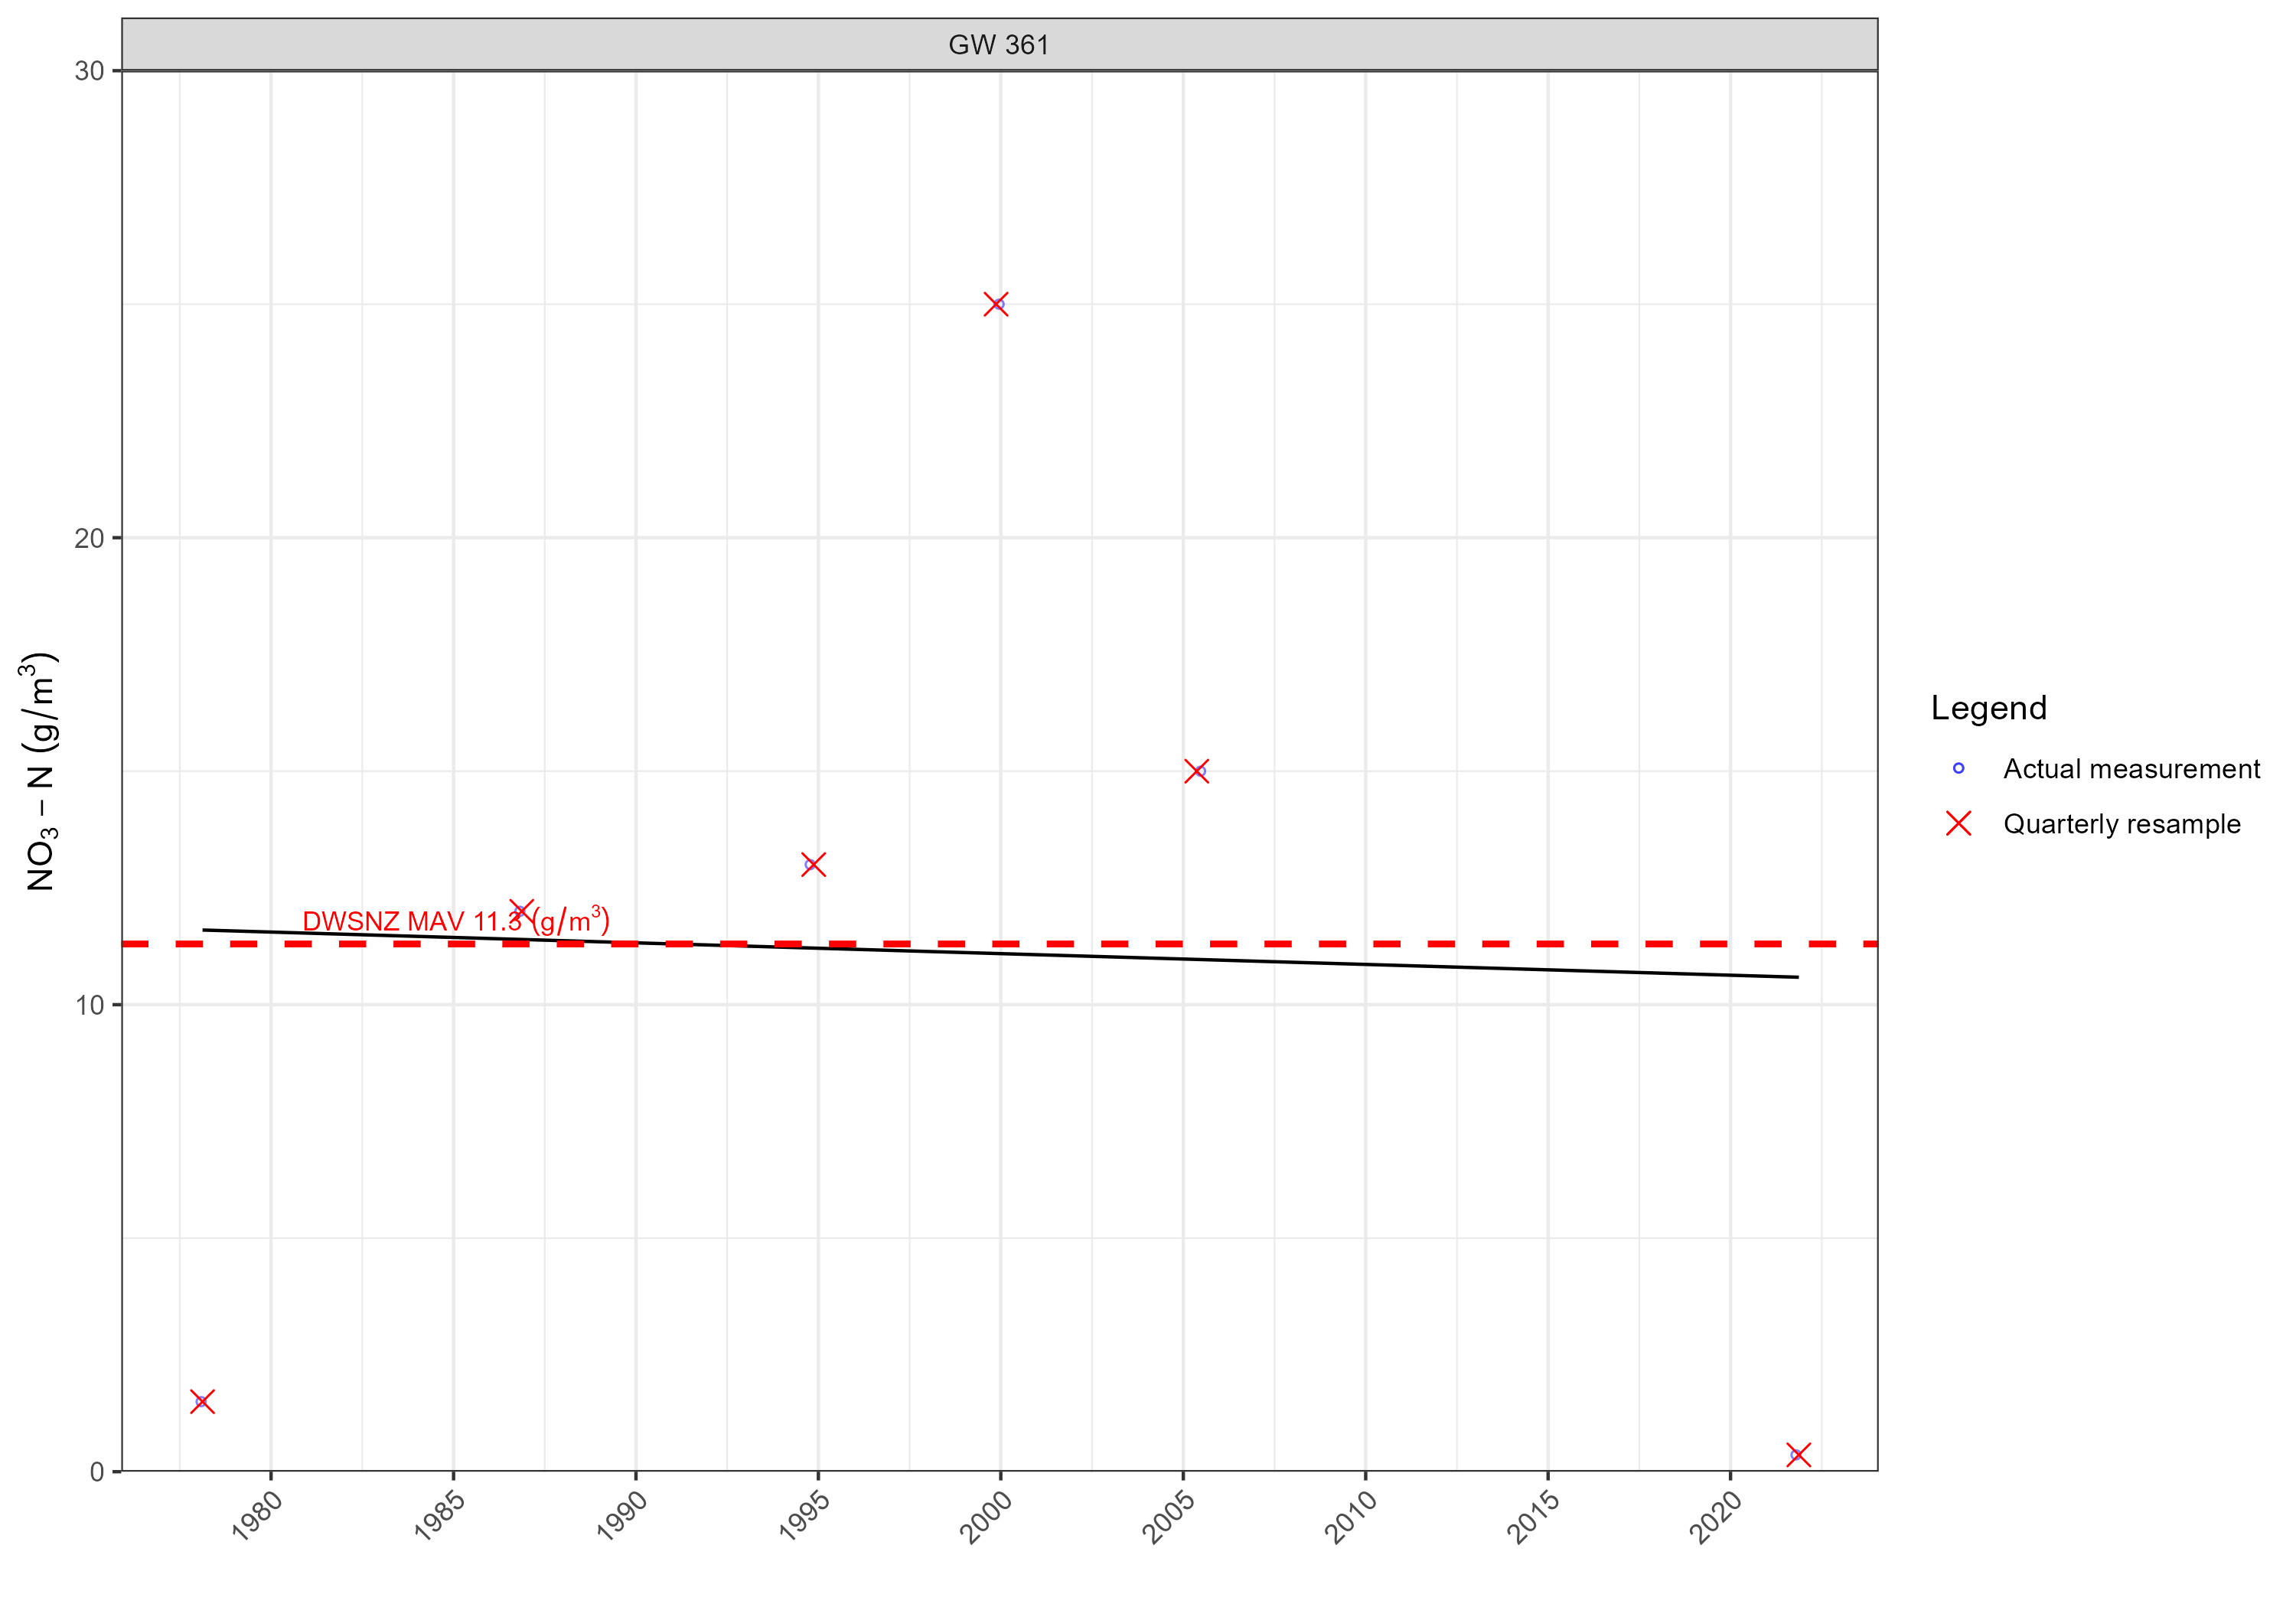 GW 361
30
20
10
0
NO₃ – N (g/m³)
DWSNZ MAV 11.3 (g/m³)
1980
1985
1990
1995
2000
2005
2010
2015
2020
Legend
Actual measurement
Quarterly resample